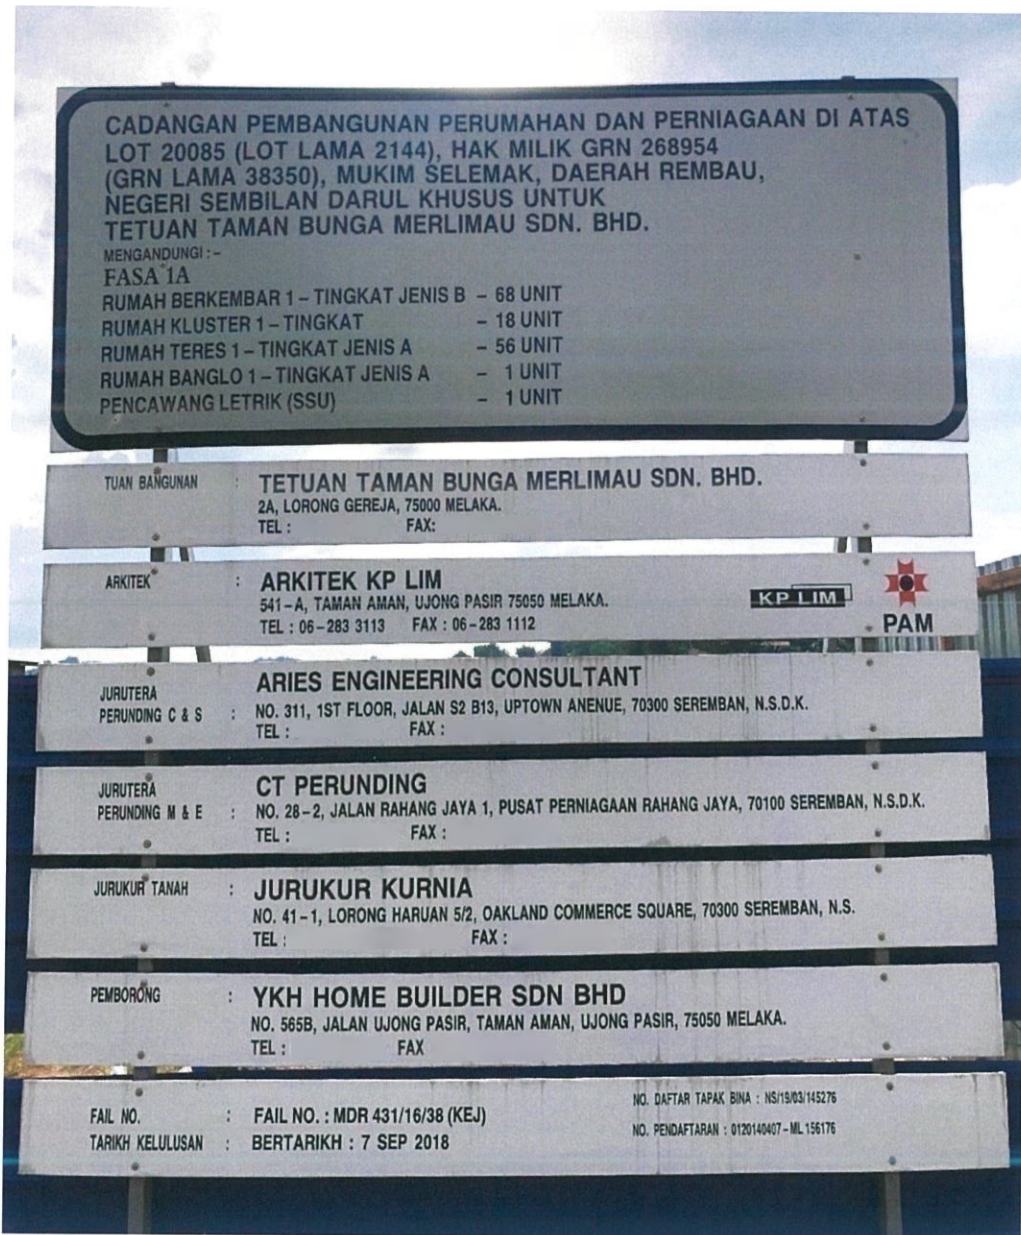 CADANGAN PEMBANGUNAN PERUMAHAN DAN PERNIAGAAN DI ATAS
LOT 20085 (LOT LAMA 2144), HAK MILIK GRN 268954
(GRN LAMA 38350), MUKIM SELEMAK, DAERAH REMBAU,
NEGERI SEMBILAN DARUL KHUSUS UNTUK
TETUAN TAMAN BUNGA MERLIMAU SDN. BHD.
MENGANDUNGI :-
FASA 1A
RUMAH BERKEMBAR 1 – TINGKAT JENIS B – 68 UNIT
RUMAH KLUSTER 1 – TINGKAT – 18 UNIT
RUMAH TERES 1 – TINGKAT JENIS A – 56 UNIT
RUMAH BANGLO 1 – TINGKAT JENIS A – 1 UNIT
PENCAWANG LETRIK (SSU) – 1 UNIT
TUAN BANGUNAN : TETUAN TAMAN BUNGA MERLIMAU SDN. BHD.
2A, LORONG GEREJA, 75000 MELAKA.
TEL : FAX:
ARKITEK : ARKITEK KP LIM
541-A, TAMAN AMAN, UJONG PASIR 75050 MELAKA.
TEL : 06-283 3113 FAX : 06-283 1112
KP LIM
PAM
JURUTERA
PERUNDING C & S : ARIES ENGINEERING CONSULTANT
NO. 311, 1ST FLOOR, JALAN S2 B13, UPTOWN ANENUE, 70300 SEREMBAN, N.S.D.K.
TEL : FAX :
JURUTERA
PERUNDING M & E : CT PERUNDING
NO. 28-2, JALAN RAHANG JAYA 1, PUSAT PERNIAGAAN RAHANG JAYA, 70100 SEREMBAN, N.S.D.K.
TEL : FAX :
JURUKUR TANAH : JURUKUR KURNIA
NO. 41-1, LORONG HARUAN 5/2, OAKLAND COMMERCE SQUARE, 70300 SEREMBAN, N.S.
TEL : FAX :
PEMBORONG : YKH HOME BUILDER SDN BHD
NO. 565B, JALAN UJONG PASIR, TAMAN AMAN, UJONG PASIR, 75050 MELAKA.
TEL : FAX
FAIL NO. : FAIL NO. : MDR 431/16/38 (KEJ)
TARIKH KELULUSAN : BERTARIKH : 7 SEP 2018
NO. DAFTAR TAPAK BINA : NS/19/03/145276
NO. PENDAFTARAN : 0120140407-ML 156176